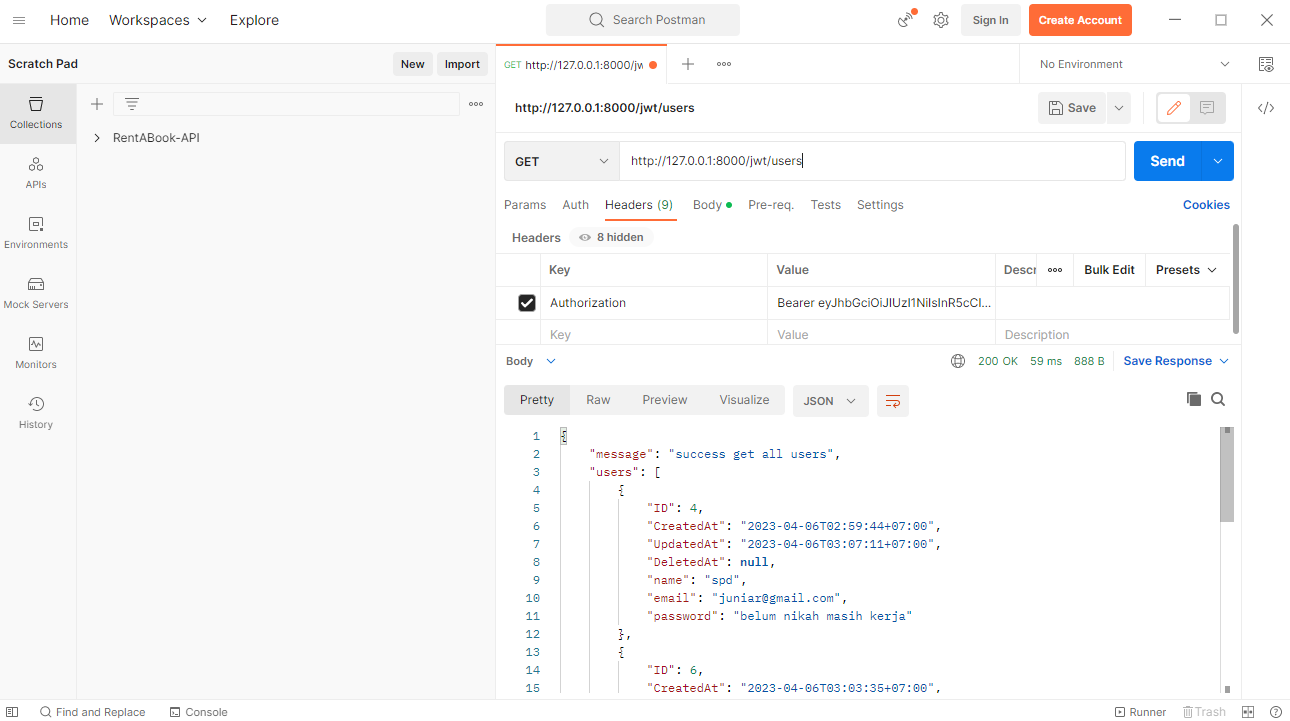 Home Workspaces Explore Search Postman Sign In Create Account
Scratch Pad New Import
GET http://127.0.0.1:8000/jw No Environment
Collections
RentABook-API
APIs
Environments
Mock Servers
Monitors
History
http://127.0.0.1:8000/jwt/users Save
GET http://127.0.0.1:8000/jwt/users Send
Params Auth Headers (9) Body Pre-req. Tests Settings Cookies
Headers 8 hidden
Key Value Descr Bulk Edit Presets
Authorization Bearer eyJhbGciOiJIUzI1NiIsInR5cCI...
Key Value Description
Body 200 OK 59 ms 888 B Save Response
Pretty Raw Preview Visualize JSON
1 {
2 "message": "success get all users",
3 "users": [
4 {
5 "ID": 4,
6 "CreatedAt": "2023-04-06T02:59:44+07:00",
7 "UpdatedAt": "2023-04-06T03:07:11+07:00",
8 "DeletedAt": null,
9 "name": "spd",
10 "email": "juniar@gmail.com",
11 "password": "belum nikah masih kerja"
12 },
13 {
14 "ID": 6,
15 "CreatedAt": "2023-04-06T03:03:35+07:00",
Find and Replace Console Runner Trash